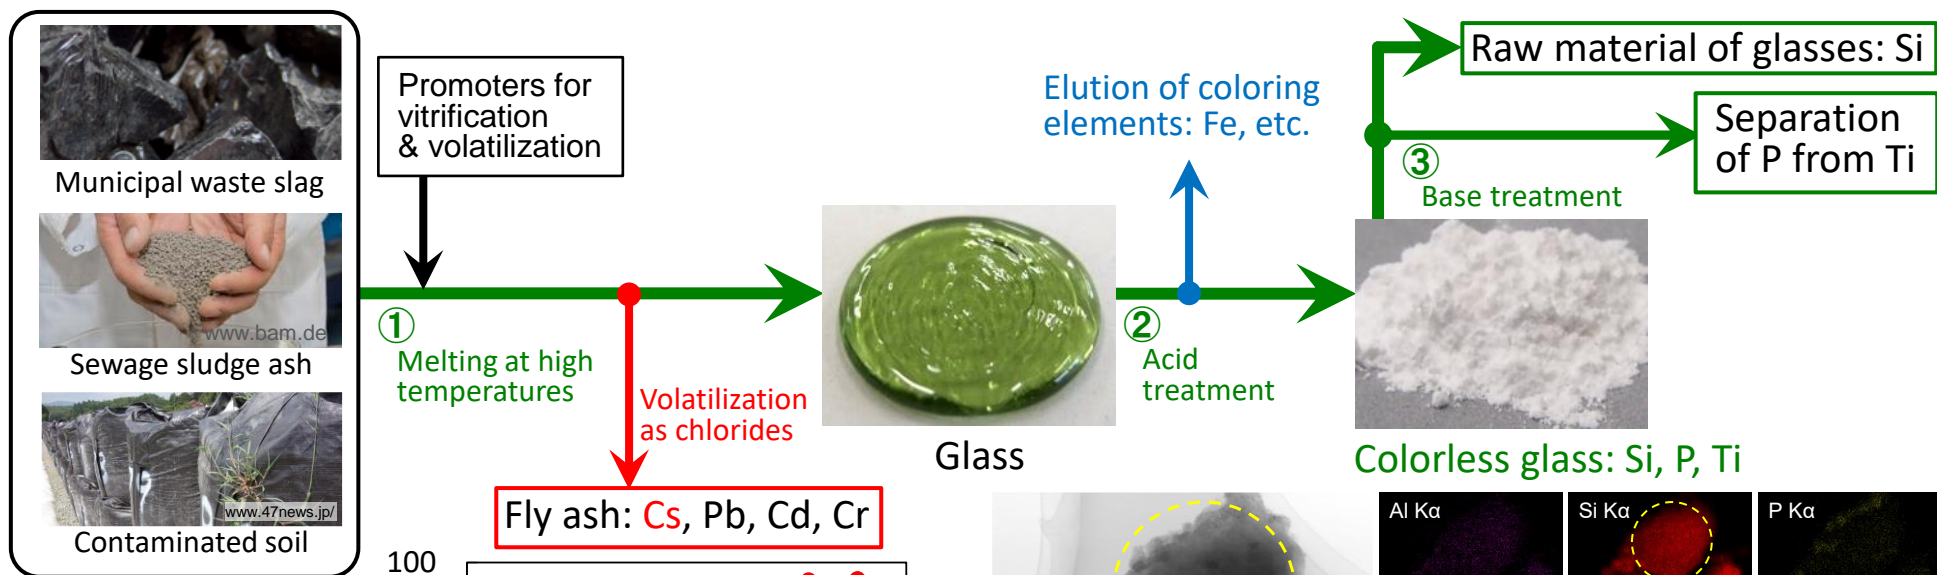 Municipal waste slag
www.bam.de
Sewage sludge ash
www.47news.jp/
Contaminated soil
Promoters for
vitrification
& volatilization
①
Melting at high
temperatures
Volatilization
as chlorides
Fly ash: Cs, Pb, Cd, Cr
100
Glass
Elution of coloring
elements: Fe, etc.
②
Acid
treatment
Raw material of glasses: Si
Separation
of P from Ti
③
Base treatment
Colorless glass: Si, P, Ti
Al Kα
Si Kα
P Kα